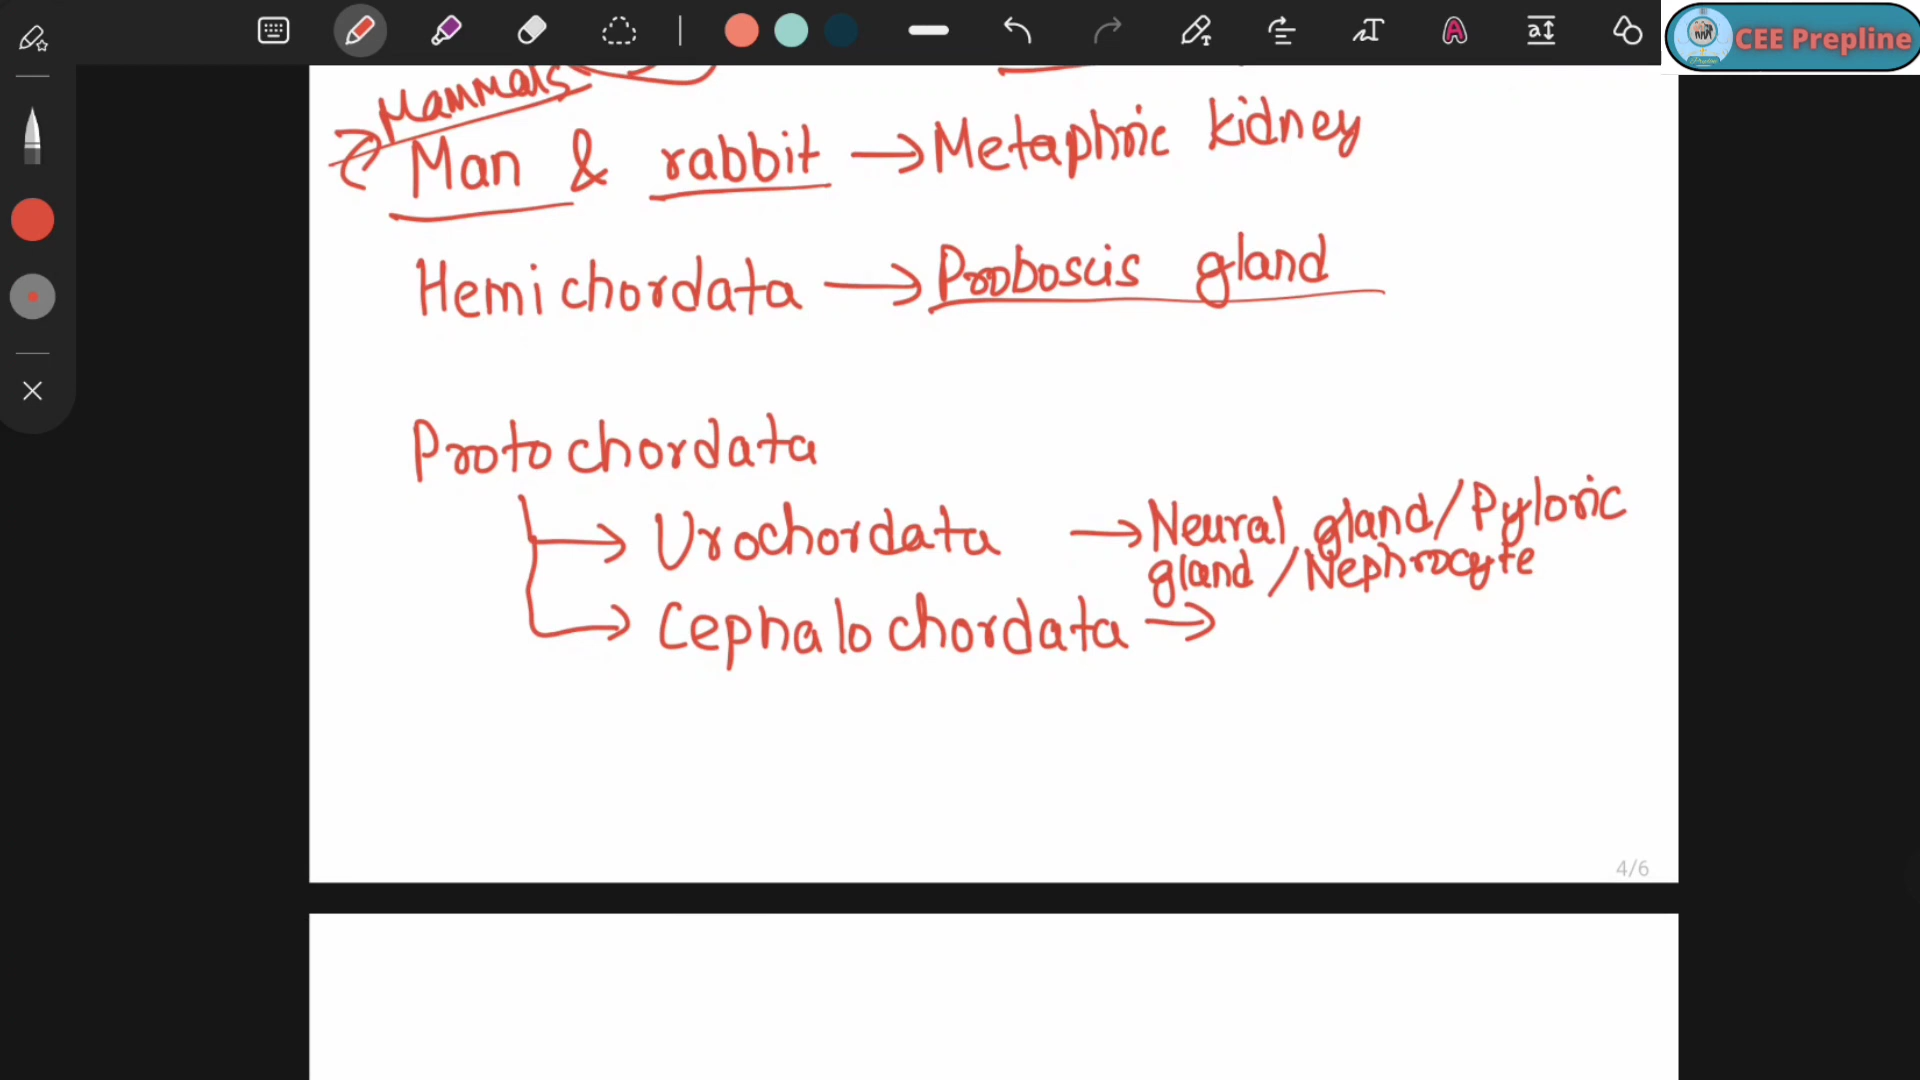 CEE Prepline
Mammals
Man & rabbit → Metaphric kidney
Hemichordata → Proboscis gland
Protochordata
→ Urochordata → Neural gland/Pyloric
gland/Nephrocyte
→ Cephalochordata →
4/6